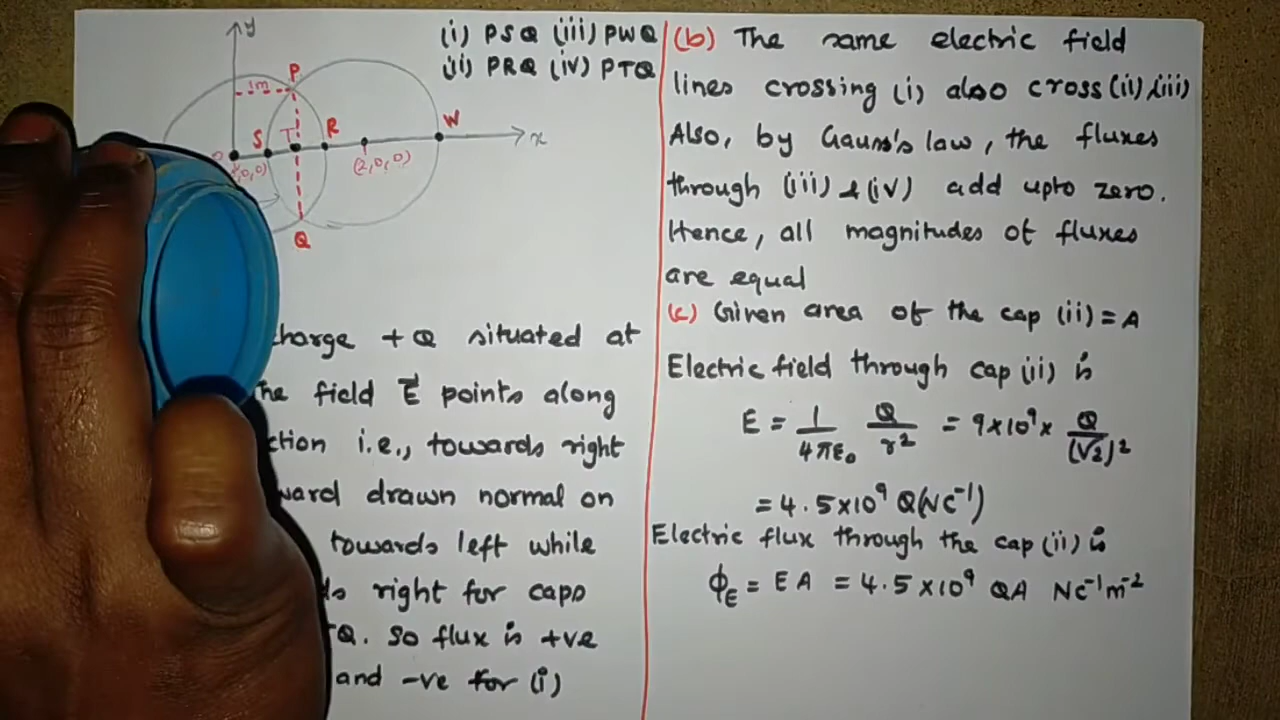 y
(i) PSQ (iii) PWQ
(ii) PRQ (iv) PTQ
P
1m
S
T
R
W
x
(2,0,0)
Q
charge +Q situated at
The field E⃗ points along
ction i.e., towards right
ward drawn normal on
towards left while
ds right for caps
TQ. So flux is +ve
and -ve for (i)
(b) The same electric field
lines crossing (i) also cross (ii), (iii)
Also, by Gauss's law, the fluxes
through (iii) & (iv) add upto zero.
Hence, all magnitudes of fluxes
are equal
(c) Given area of the cap (ii) = A
Electric field through cap (ii) is
E = 1/4πε₀ Q/r² = 9×10⁹ × Q/(√2)²
= 4.5×10⁹ Q(NC⁻¹)
Electric flux through the cap (ii) is
ϕ_E = EA = 4.5×10⁹ QA NC⁻¹m⁻²